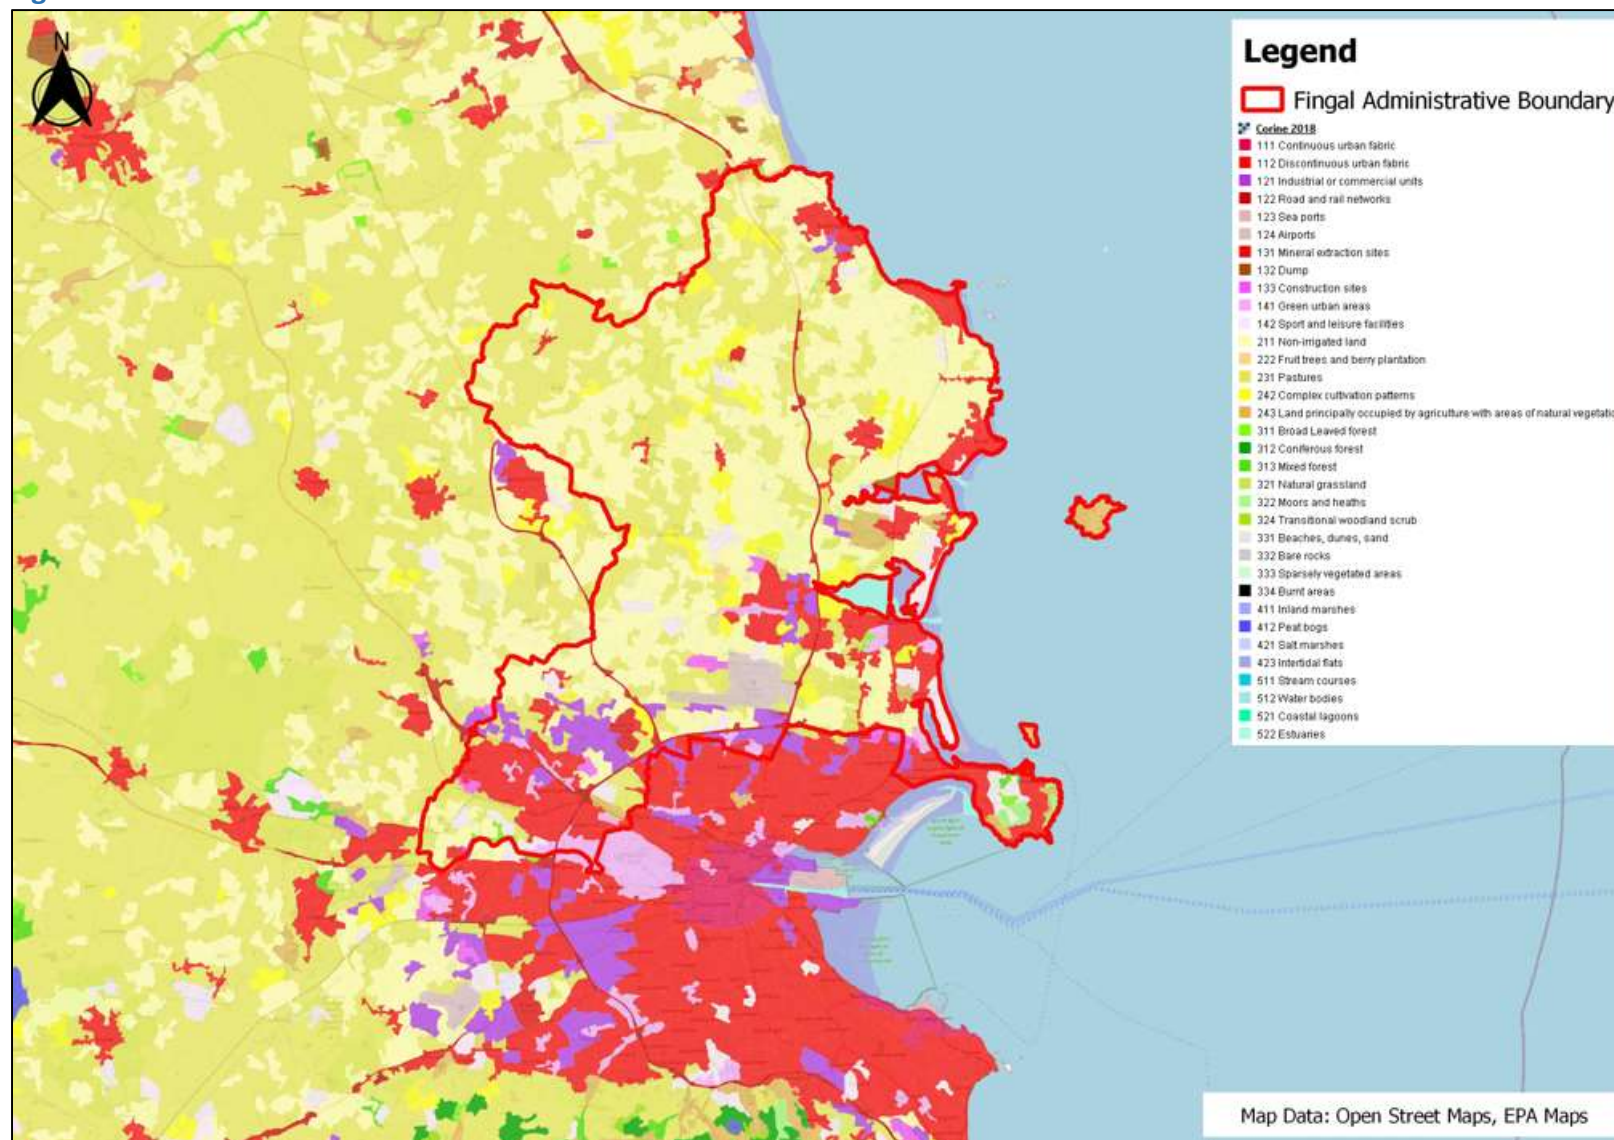 N
Legend
Fingal Administrative Boundary
Corine 2018
111 Continuous urban fabric
112 Discontinuous urban fabric
121 Industrial or commercial units
122 Road and rail networks
123 Sea ports
124 Airports
131 Mineral extraction sites
132 Dump
133 Construction sites
141 Green urban areas
142 Sport and leisure facilities
211 Non-irrigated land
222 Fruit trees and berry plantation
231 Pastures
242 Complex cultivation patterns
243 Land principally occupied by agriculture with areas of natural vegetatio
311 Broad Leaved forest
312 Coniferous forest
313 Mixed forest
321 Natural grassland
322 Moors and heaths
324 Transitional woodland scrub
331 Beaches, dunes, sand
332 Bare rocks
333 Sparsely vegetated areas
334 Burnt areas
411 Inland marshes
412 Peat bogs
421 Salt marshes
423 Intertidal flats
511 Stream courses
512 Water bodies
521 Coastal lagoons
522 Estuaries
Map Data: Open Street Maps, EPA Maps